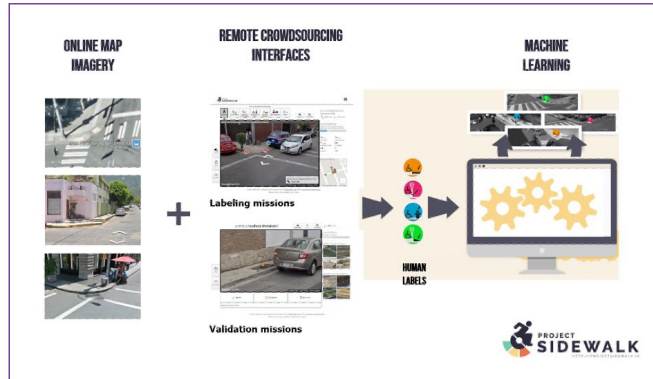 ONLINE MAP
IMAGERY
REMOTE CROWDSOURCING
INTERFACES
MACHINE
LEARNING
Labeling missions
Validation missions
HUMAN
LABELS
PROJECT
SIDEWALK